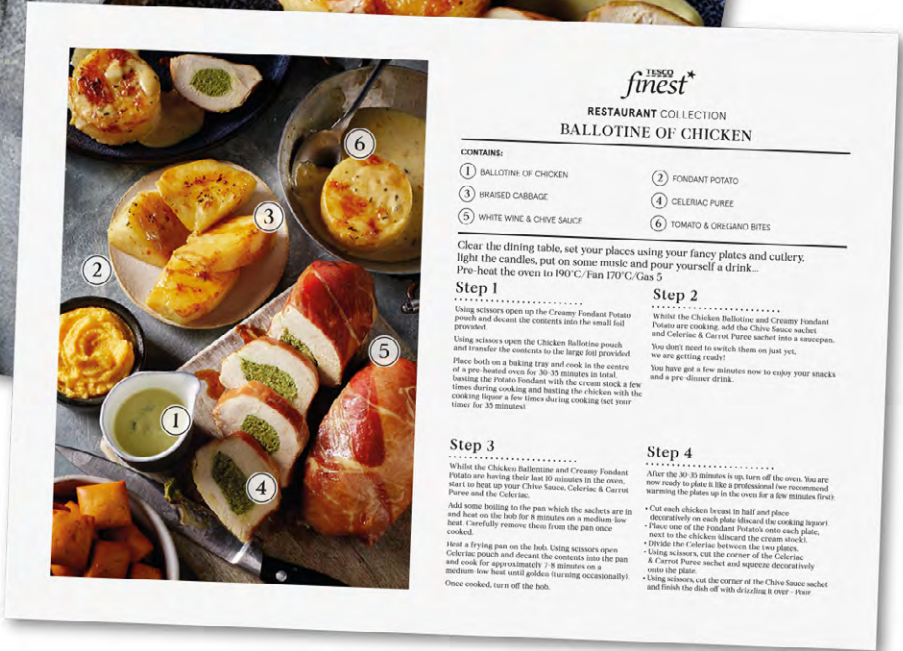 6
3
2
5
1
4
TESCO
finest*
RESTAURANT COLLECTION
BALLOTINE OF CHICKEN
CONTAINS:
1 BALLOTINE OF CHICKEN
2 FONDANT POTATO
3 BRAISED CABBAGE
4 CELERIAC PUREE
5 WHITE WINE & CHIVE SAUCE
6 TOMATO & OREGANO BITES
Clear the dining table, set your places using your fancy plates and cutlery,
light the candles, put on some music and pour yourself a drink...
Pre-heat the oven to 190°C/Fan 170°C/Gas 5
Step 1
Using scissors open up the Creamy Fondant Potato
pouch and decant the contents into the small foil
provided.
Using scissors open the Chicken Ballotine pouch
and transfer the contents to the large foil provided
Place both on a baking tray and cook in the centre
of a pre-heated oven for 30-35 minutes in total,
basting the Potato Fondant with the cream stock a few
times during cooking and basting the chicken with the
cooking liquor a few times during cooking (set your
timer for 35 minutes)
Step 2
Whilst the Chicken Ballotine and Creamy Fondant
Potato are cooking, add the Chive Sauce sachet
and Celeriac & Carrot Puree sachet into a saucepan.
You don't need to switch them on just yet,
we are getting ready!
You have got a few minutes now to enjoy your snacks
and a pre-dinner drink.
Step 3
Whilst the Chicken Ballentine and Creamy Fondant
Potato are having their last 10 minutes in the oven,
start to heat up your Chive Sauce, Celeriac & Carrot
Puree and the Celeriac.
Add some boiling to the pan which the sachets are in
and heat on the hob for 8 minutes on a medium-low
heat. Carefully remove them from the pan once
cooked.
Heat a frying pan on the hob. Using scissors open
Celeriac pouch and decant the contents into the pan
and cook for approximately 7-8 minutes on a
medium-low heat until golden (turning occasionally).
Once cooked, turn off the hob.
Step 4
After the 30-35 minutes is up, turn off the oven. You are
now ready to plate it like a professional (we recommend
warming the plates up in the oven for a few minutes first):
• Cut each chicken breast in half and place
decoratively on each plate (discard the cooking liquor)
• Place one of the Fondant Potato's onto each plate,
next to the chicken (discard the cream stock).
• Divide the Celeriac between the two plates.
• Using scissors, cut the corner of the Celeriac
& Carrot Puree sachet and squeeze decoratively
onto the plate.
• Using scissors, cut the corner of the Chive Sauce sachet
and finish the dish off with drizzling it over - Pour